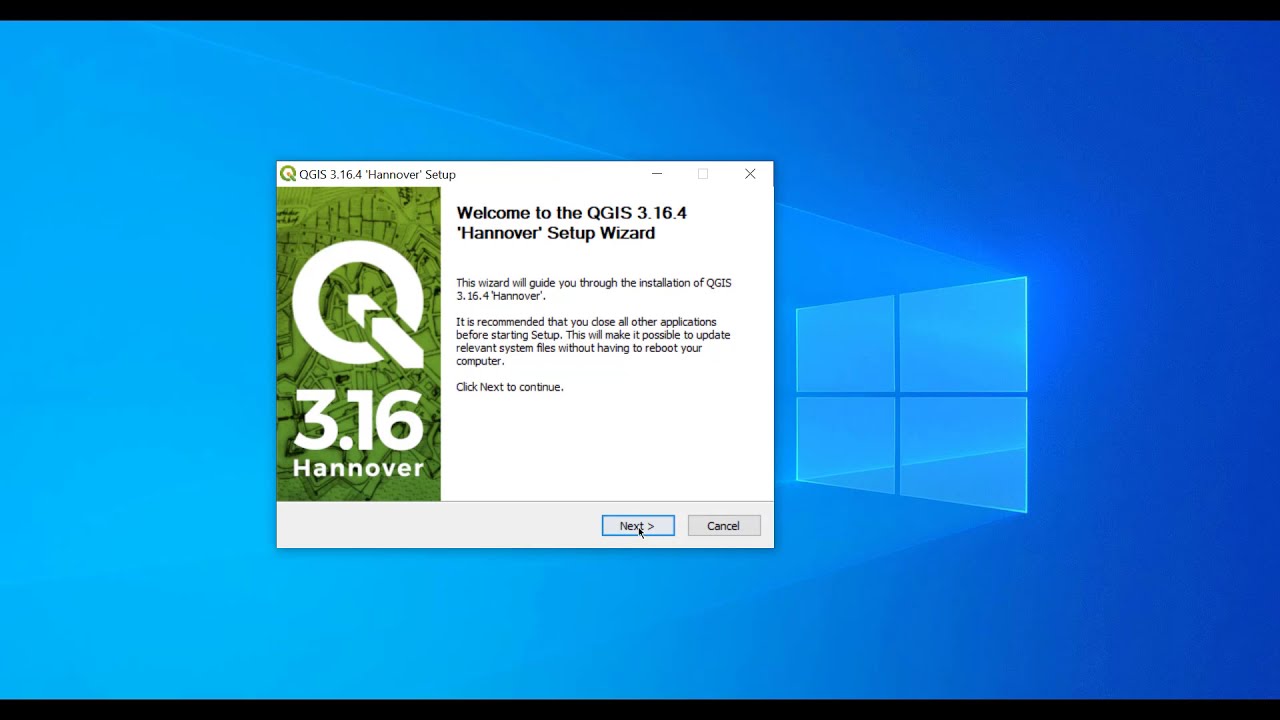 QGIS 3.16.4 'Hannover' Setup
Welcome to the QGIS 3.16.4
'Hannover' Setup Wizard
This wizard will guide you through the installation of QGIS
3.16.4 'Hannover'.
It is recommended that you close all other applications
before starting Setup. This will make it possible to update
relevant system files without having to reboot your
computer.
Click Next to continue.
3.16
Hannover
Next >
Cancel